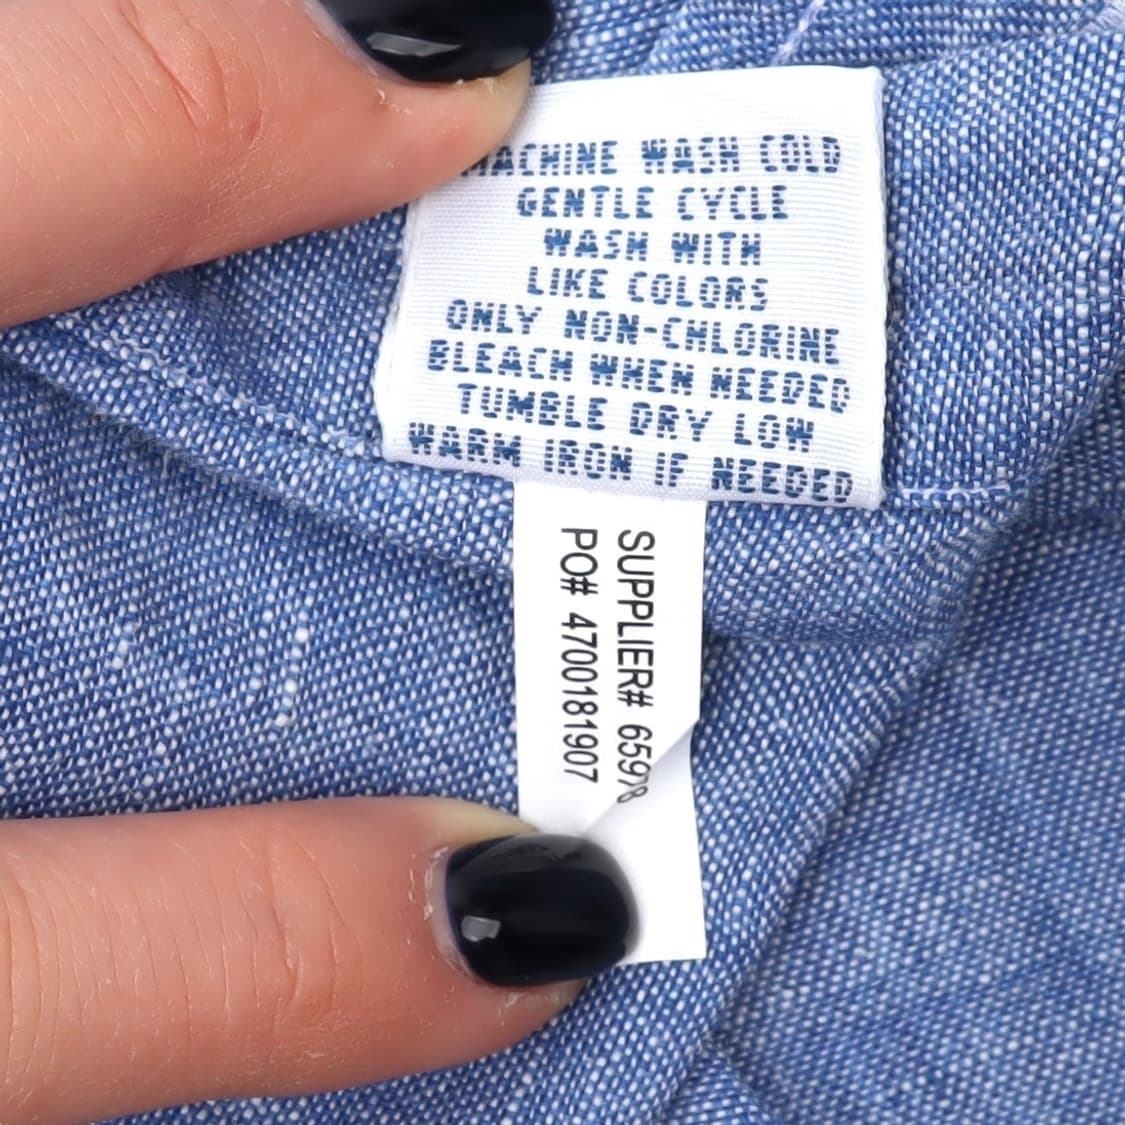 MACHINE WASH COLD
GENTLE CYCLE
WASH WITH
LIKE COLORS
ONLY NON-CHLORINE
BLEACH WHEN NEEDED
TUMBLE DRY LOW
WARM IRON IF NEEDED
SUPPLIER# 65978
PO# 4700181907